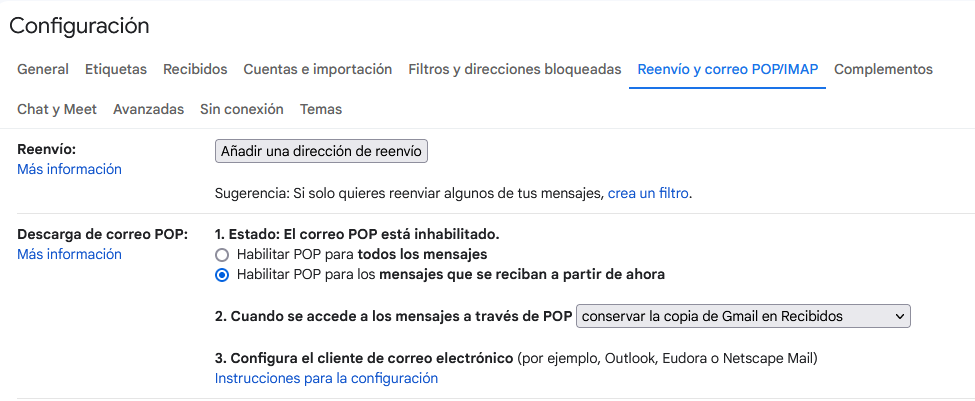 Configuración
General Etiquetas Recibidos Cuentas e importación Filtros y direcciones bloqueadas Reenvío y correo POP/IMAP Complementos
Chat y Meet Avanzadas Sin conexión Temas
Reenvío: Añadir una dirección de reenvío
Más información
Sugerencia: Si solo quieres reenviar algunos de tus mensajes, crea un filtro.
Descarga de correo POP: 1. Estado: El correo POP está inhabilitado.
Más información Habilitar POP para todos los mensajes
Habilitar POP para los mensajes que se reciban a partir de ahora
2. Cuando se accede a los mensajes a través de POP conservar la copia de Gmail en Recibidos
3. Configura el cliente de correo electrónico (por ejemplo, Outlook, Eudora o Netscape Mail)
Instrucciones para la configuración